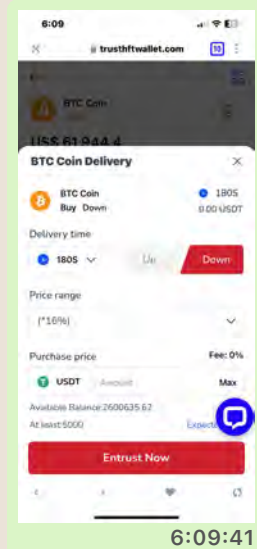 6:09
trusthftwallet.com
BTC Coin
US$ 61,944.4
BTC Coin Delivery
BTC Coin 180S
Buy Down 0.00 USDT
Delivery time
180S Up Down
Price range
(*16%)
Purchase price Fee: 0%
USDT Amount Max
Available Balance:2600635.62
At least:5000
Entrust Now
6:09:41